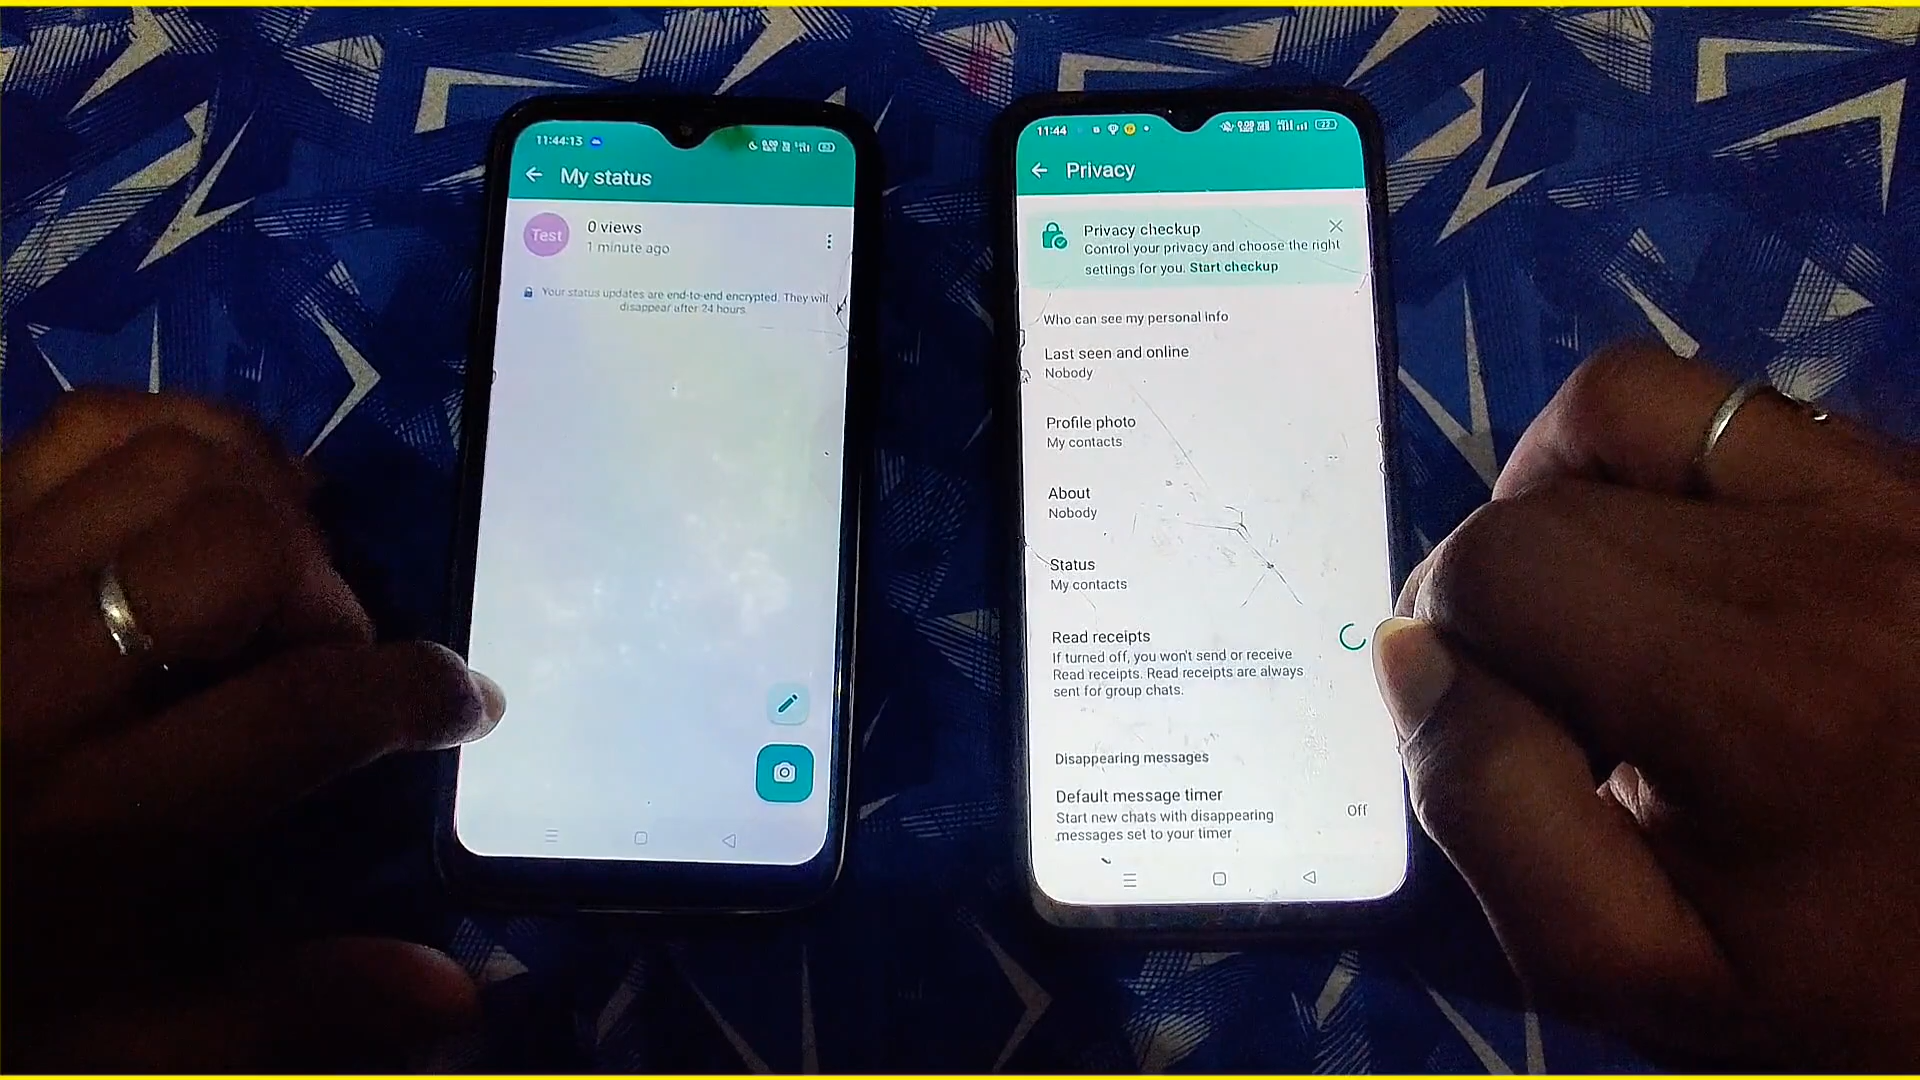 11:44:13
My status
Test
0 views
1 minute ago
Your status updates are end-to-end encrypted. They will
disappear after 24 hours.
11:44
Privacy
Privacy checkup
Control your privacy and choose the right
settings for you. Start checkup
Who can see my personal info
Last seen and online
Nobody
Profile photo
My contacts
About
Nobody
Status
My contacts
Read receipts
If turned off, you won't send or receive
Read receipts. Read receipts are always
sent for group chats.
Disappearing messages
Default message timer
Start new chats with disappearing
messages set to your timer
Off